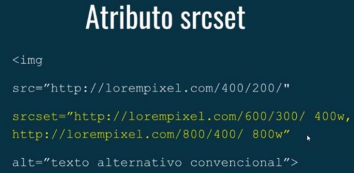 Atributo srcset
<img
src="http://lorempixel.com/400/200/"
srcset="http://lorempixel.com/600/300/ 400w,
http://lorempixel.com/800/400/ 800w"
alt="texto alternativo convencional">